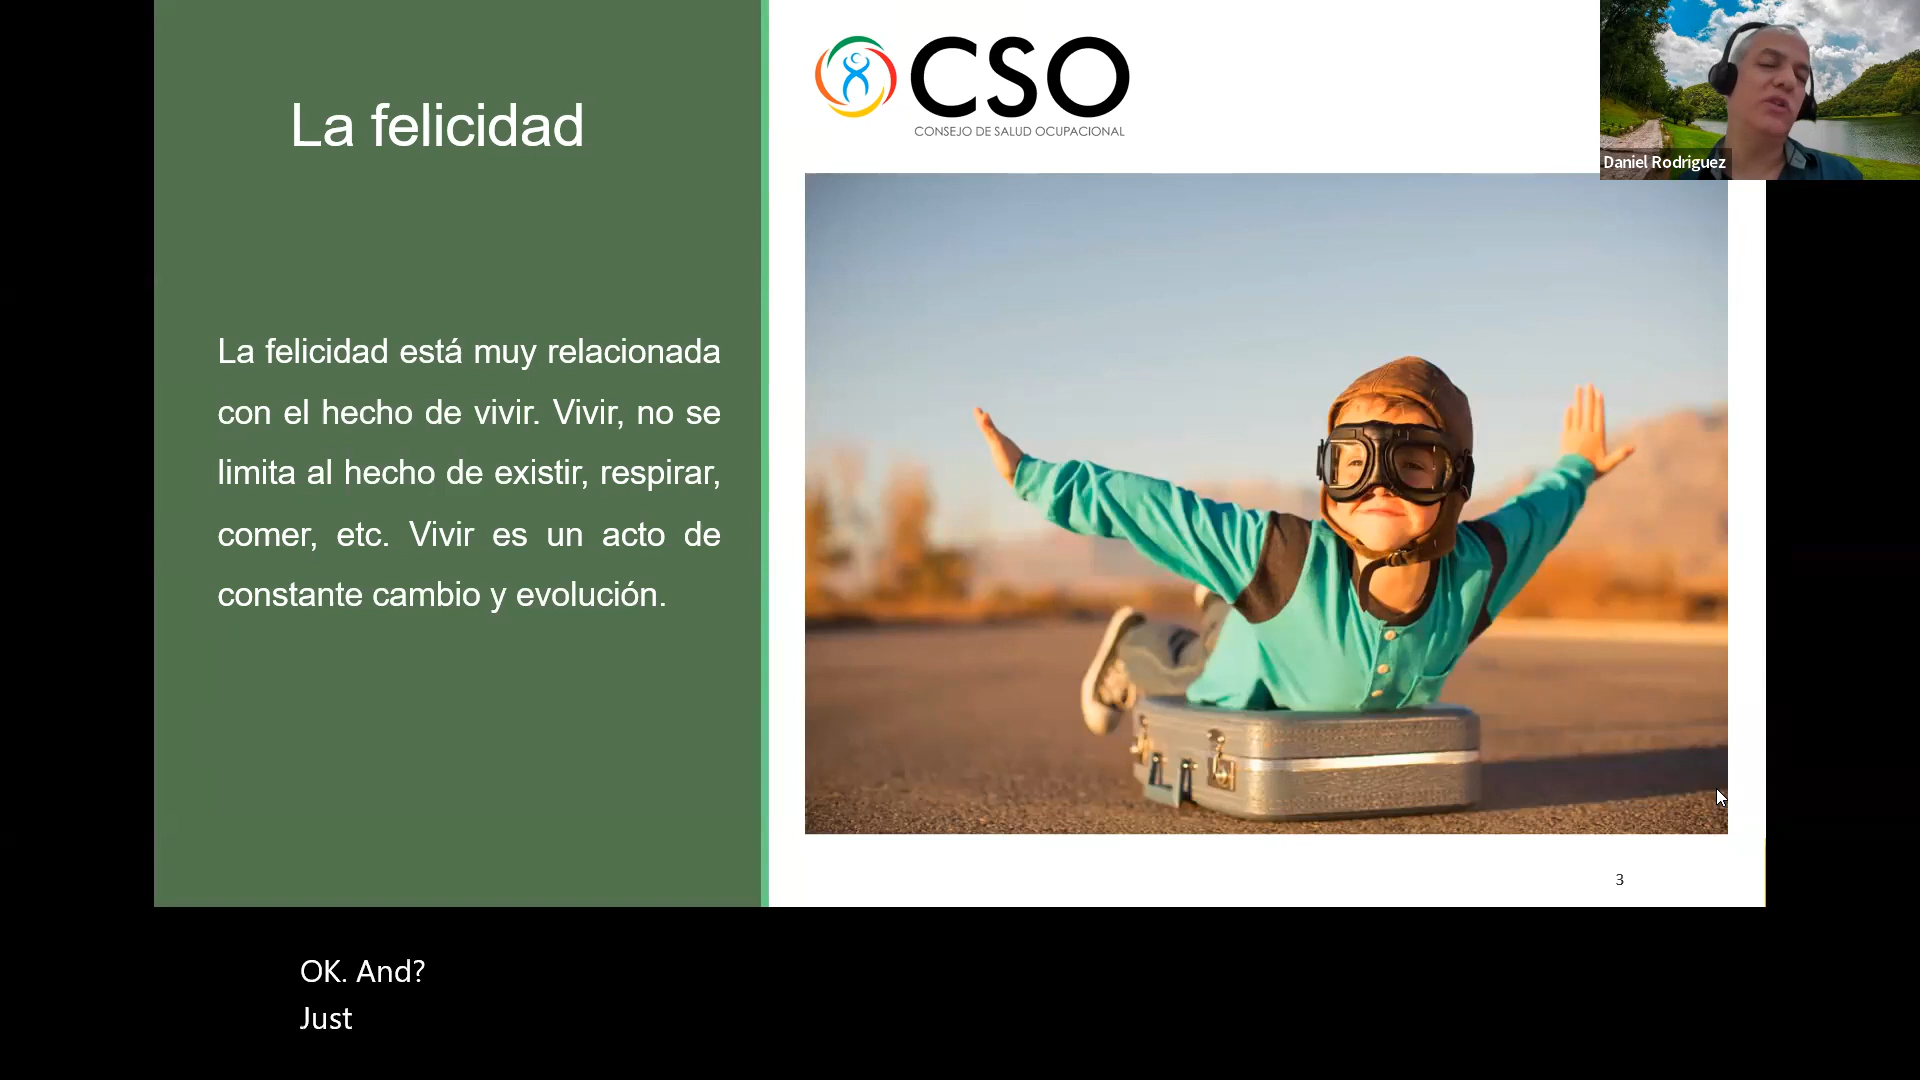 La felicidad
La felicidad está muy relacionada
con el hecho de vivir. Vivir, no se
limita al hecho de existir, respirar,
comer, etc. Vivir es un acto de
constante cambio y evolución.
CSO
CONSEJO DE SALUD OCUPACIONAL
Daniel Rodriguez
3
OK. And?
Just